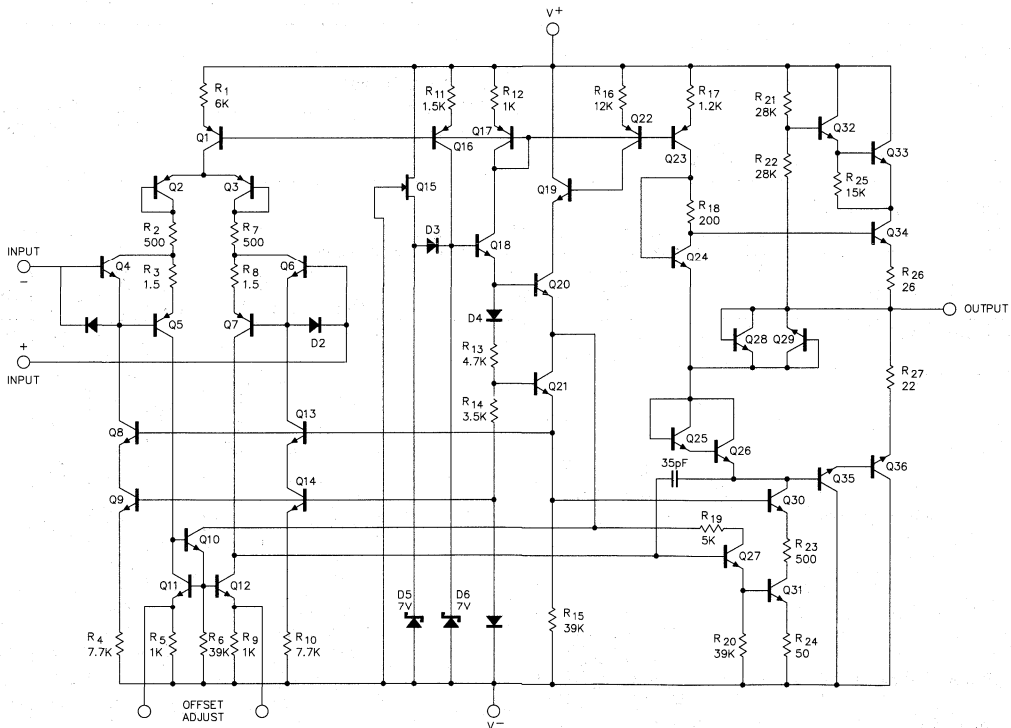 V+
R1
6K
R11
1.5K
R12
1K
R16
12K
R17
1.2K
R21
28K
Q1
Q16
Q17
Q22
Q23
Q32
Q33
R22
28K
R25
15K
Q2
Q3
Q15
Q19
R18
200
R2
500
R7
500
D3
Q18
Q24
Q34
INPUT
−
Q4
R3
1.5
R8
1.5
Q6
R26
26
Q20
OUTPUT
Q5
Q7
D2
D4
Q28
Q29
+
INPUT
R13
4.7K
R27
22
Q21
R14
3.5K
Q8
Q13
Q25
Q26
35pF
Q36
Q35
Q9
Q14
Q30
R19
5K
Q10
Q27
R23
500
Q11
Q12
Q31
D5
7V
D6
7V
R15
39K
R4
7.7K
R5
1K
R6
39K
R9
1K
R10
7.7K
R20
39K
R24
50
OFFSET
ADJUST
V−